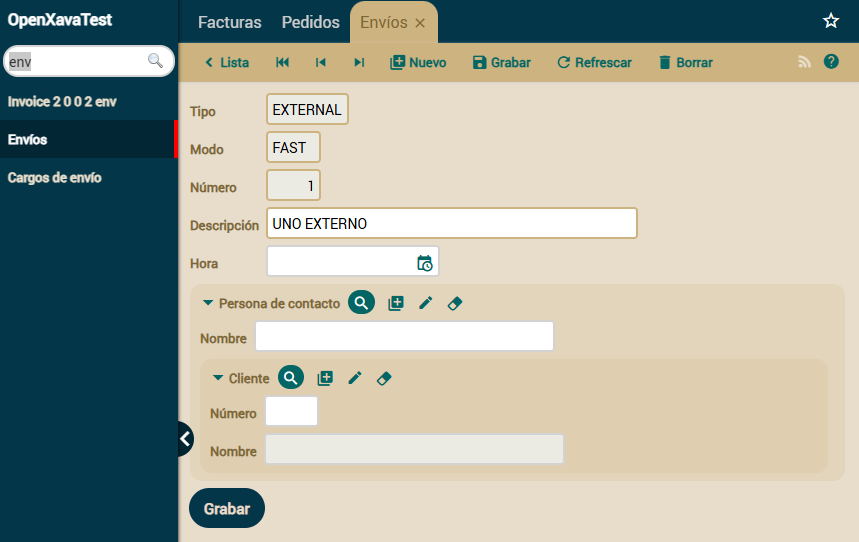 OpenXavaTest
Facturas Pedidos Envíos ×
env
Lista Nuevo Grabar Refrescar Borrar
Invoice 2 0 0 2 env
Envíos
Cargos de envío
Tipo EXTERNAL
Modo FAST
Número 1
Descripción UNO EXTERNO
Hora
Persona de contacto
Nombre
Cliente
Número
Nombre
Grabar